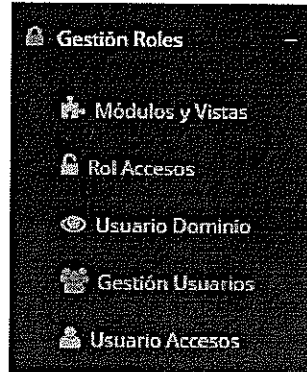 Gestión Roles –
Módulos y Vistas
Rol Accesos
Usuario Dominio
Gestión Usuarios
Usuario Accesos